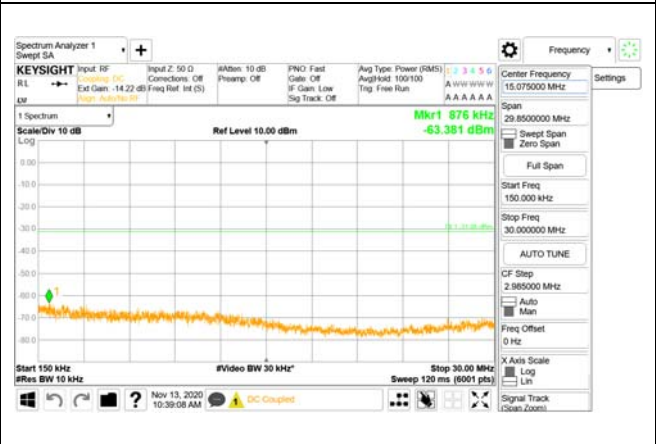 Spectrum Analyzer 1
Swept SA
Frequency
KEYSIGHT
RL
Input: RF
Coupling: DC
Ext Gain: -14.22 dB
Align: Auto/No RF
Input Z: 50 Ω
Corrections: Off
Freq Ref: Int (S)
#Atten: 10 dB
Preamp: Off
PNO: Fast
Gate: Off
IF Gain: Low
Sig Track: Off
Avg Type: Power (RMS)
Avg|Hold: 100/100
Trig: Free Run
1 2 3 4 5 6
A WW WW W
A A A A A A
1 Spectrum
Scale/Div 10 dB
Log
Ref Level 10.00 dBm
Mkr1 876 kHz
-63.381 dBm
0.00
-10.0
-20.0
-30.0
-40.0
-50.0
-60.0
-70.0
-80.0
1
Start 150 kHz
#Res BW 10 kHz
#Video BW 30 kHz*
Stop 30.00 MHz
Sweep 120 ms (6001 pts)
Nov 13, 2020
10:39:08 AM
1
DC Coupled
Center Frequency
15.075000 MHz
Settings
Span
29.8500000 MHz
Swept Span
Zero Span
Full Span
Start Freq
150.000 kHz
Stop Freq
30.000000 MHz
AUTO TUNE
CF Step
2.985000 MHz
Auto
Man
Freq Offset
0 Hz
X Axis Scale
Log
Lin
Signal Track
(Span Zoom)